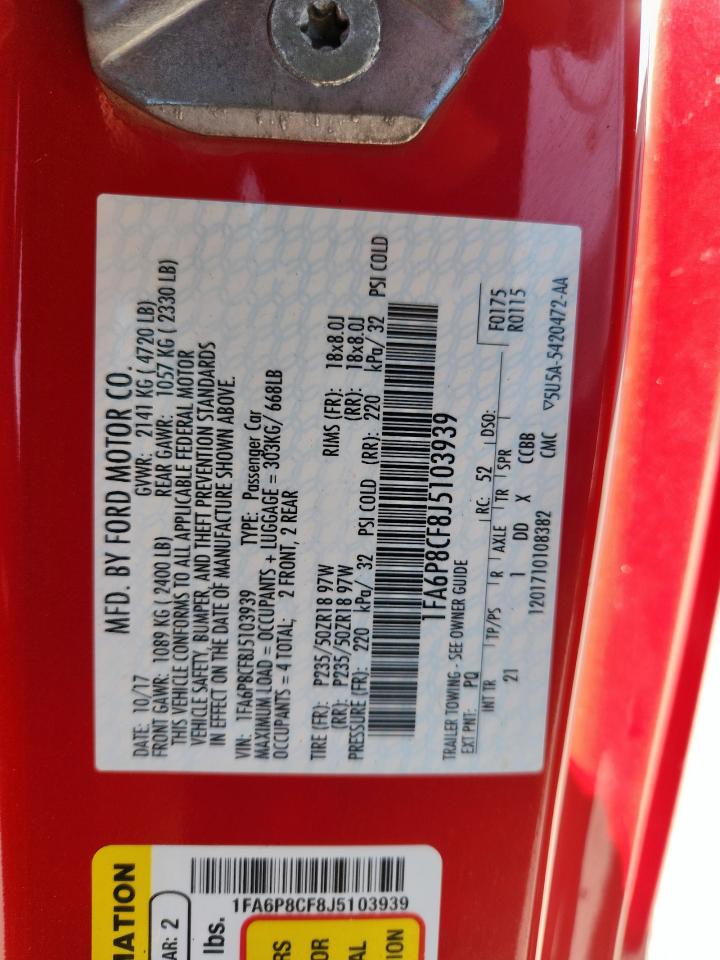 MFD. BY FORD MOTOR CO.
DATE: 10/17 GVWR: 2141 KG ( 4720 LB)
FRONT GAWR: 1089 KG ( 2400 LB) REAR GAWR: 1057 KG ( 2330 LB)
THIS VEHICLE CONFORMS TO ALL APPLICABLE FEDERAL MOTOR
VEHICLE SAFETY, BUMPER, AND THEFT PREVENTION STANDARDS
IN EFFECT ON THE DATE OF MANUFACTURE SHOWN ABOVE.
VIN: 1FA6P8CF8J5103939 TYPE: Passenger Car
MAXIMUM LOAD = OCCUPANTS + LUGGAGE = 303KG/ 668LB
OCCUPANTS = 4 TOTAL; 2 FRONT, 2 REAR
TIRE (FR): P235/50ZR18 97W RIMS (FR): 18x8.0J
(RR): P235/50ZR18 97W (RR): 18x8.0J
PRESSURE (FR): 220 kPa/ 32 PSI COLD (RR): 220 kPa/ 32 PSI COLD
1FA6P8CF8J5103939
TRAILER TOWING - SEE OWNER GUIDE
EXT PNT: PQ RC: 52 DSO: F0175
R0115
INT TR TP/PS R AXLE TR SPR
21 I DD X CCBB
1201710108382 CMC ▽5U5A-5420472-AA
MATION
AR: 2
lbs.
1FA6P8CF8J5103939
RS
OR
AL
ION